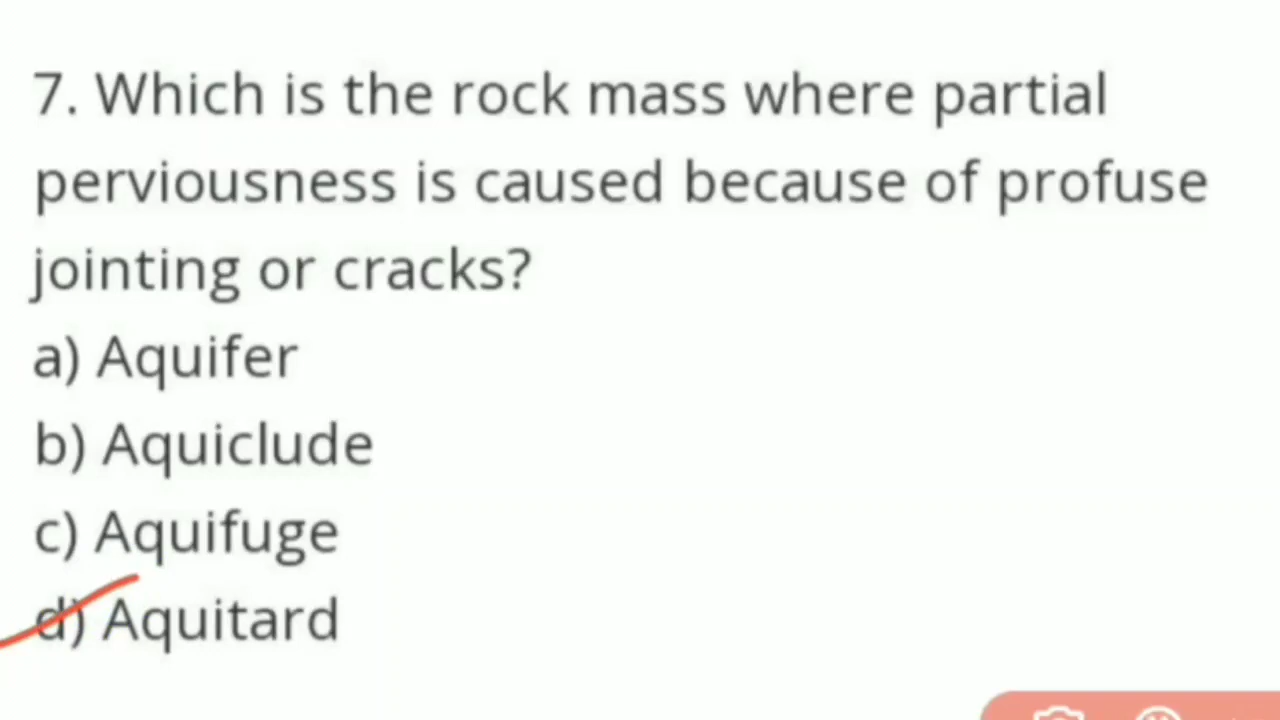 7. Which is the rock mass where partial
perviousness is caused because of profuse
jointing or cracks?
a) Aquifer
b) Aquiclude
c) Aquifuge
d) Aquitard